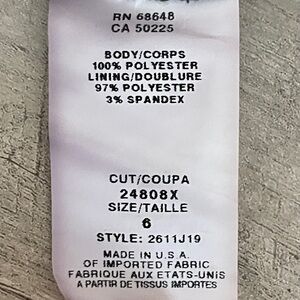 RN 68648
CA 50225
BODY/CORPS
100% POLYESTER
LINING/DOUBLURE
97% POLYESTER
3% SPANDEX
CUT/COUPA
24808X
SIZE/TAILLE
6
STYLE: 2611J19
MADE IN U.S.A.
OF IMPORTED FABRIC
FABRIQUE AUX ETATS-UNIS
A PARTIR DE TISSUS IMPORTES